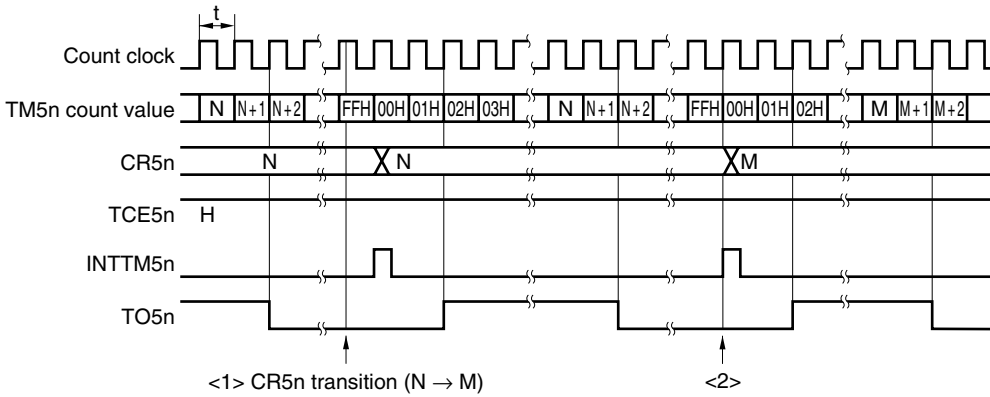 t
Count clock
TM5n count value N N+1 N+2 FFH 00H 01H 02H 03H N N+1 N+2 FFH 00H 01H 02H M M+1 M+2
CR5n N N M
TCE5n H
INTTM5n
TO5n
<1> CR5n transition (N → M) <2>